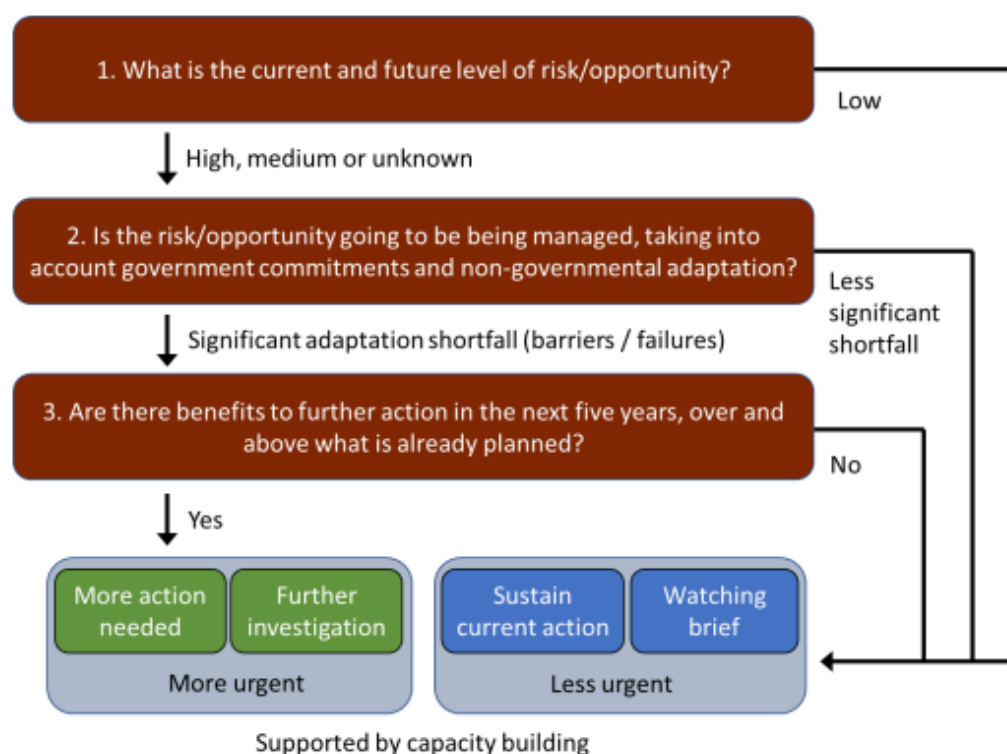 1. What is the current and future level of risk/opportunity?
Low
High, medium or unknown
2. Is the risk/opportunity going to be being managed, taking into
account government commitments and non-governmental adaptation?
Less
significant
shortfall
Significant adaptation shortfall (barriers / failures)
3. Are there benefits to further action in the next five years, over and
above what is already planned?
No
Yes
More action
needed
Further
investigation
More urgent
Sustain
current action
Watching
brief
Less urgent
Supported by capacity building